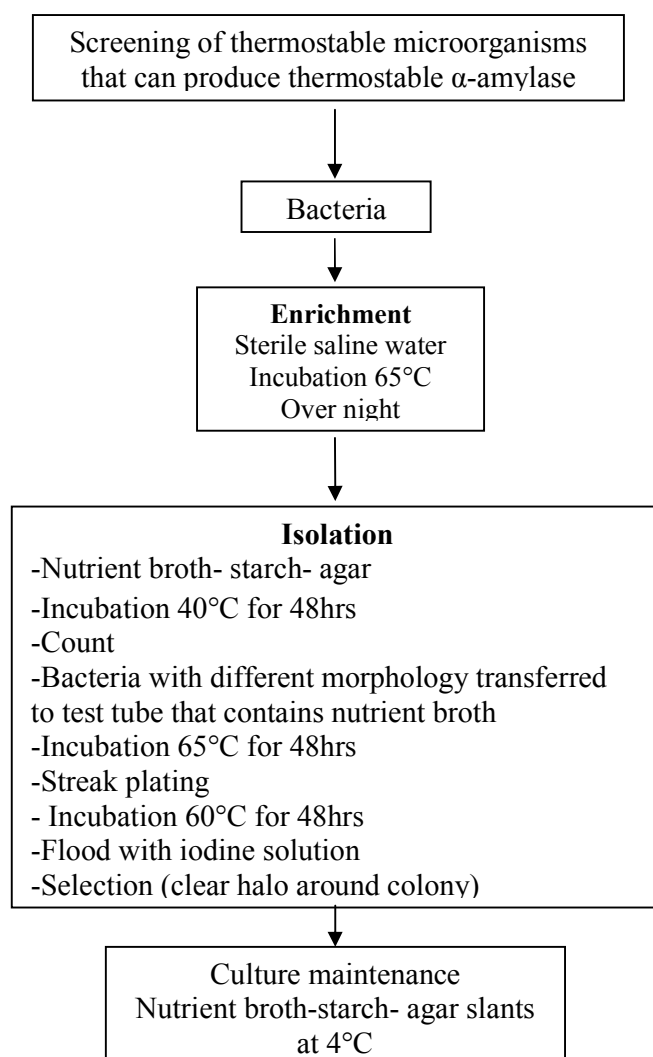 Screening of thermostable microorganisms
that can produce thermostable α-amylase
Bacteria
Enrichment
Sterile saline water
Incubation 65°C
Over night
Isolation
-Nutrient broth- starch- agar
-Incubation 40°C for 48hrs
-Count
-Bacteria with different morphology transferred
to test tube that contains nutrient broth
-Incubation 65°C for 48hrs
-Streak plating
- Incubation 60°C for 48hrs
-Flood with iodine solution
-Selection (clear halo around colony)
Culture maintenance
Nutrient broth-starch- agar slants
at 4°C